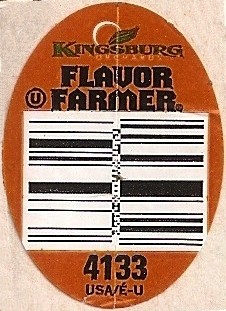 KINGSBURG
ORCHARDS
FLAVOR
U FARMER
4133
USA/É-U